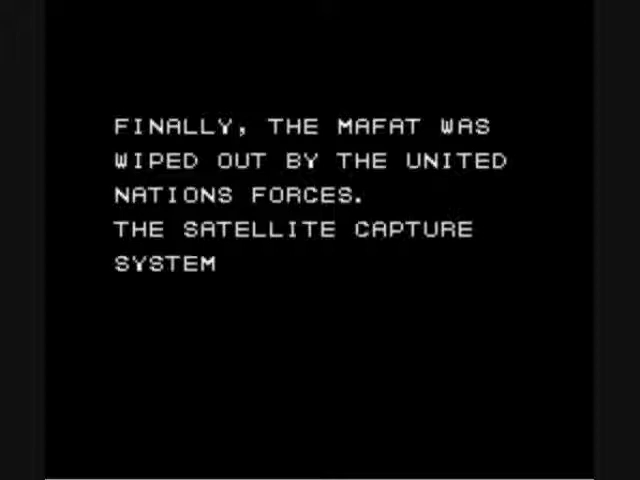 FINALLY, THE MAFAT WAS
WIPED OUT BY THE UNITED
NATIONS FORCES.
THE SATELLITE CAPTURE
SYSTEM